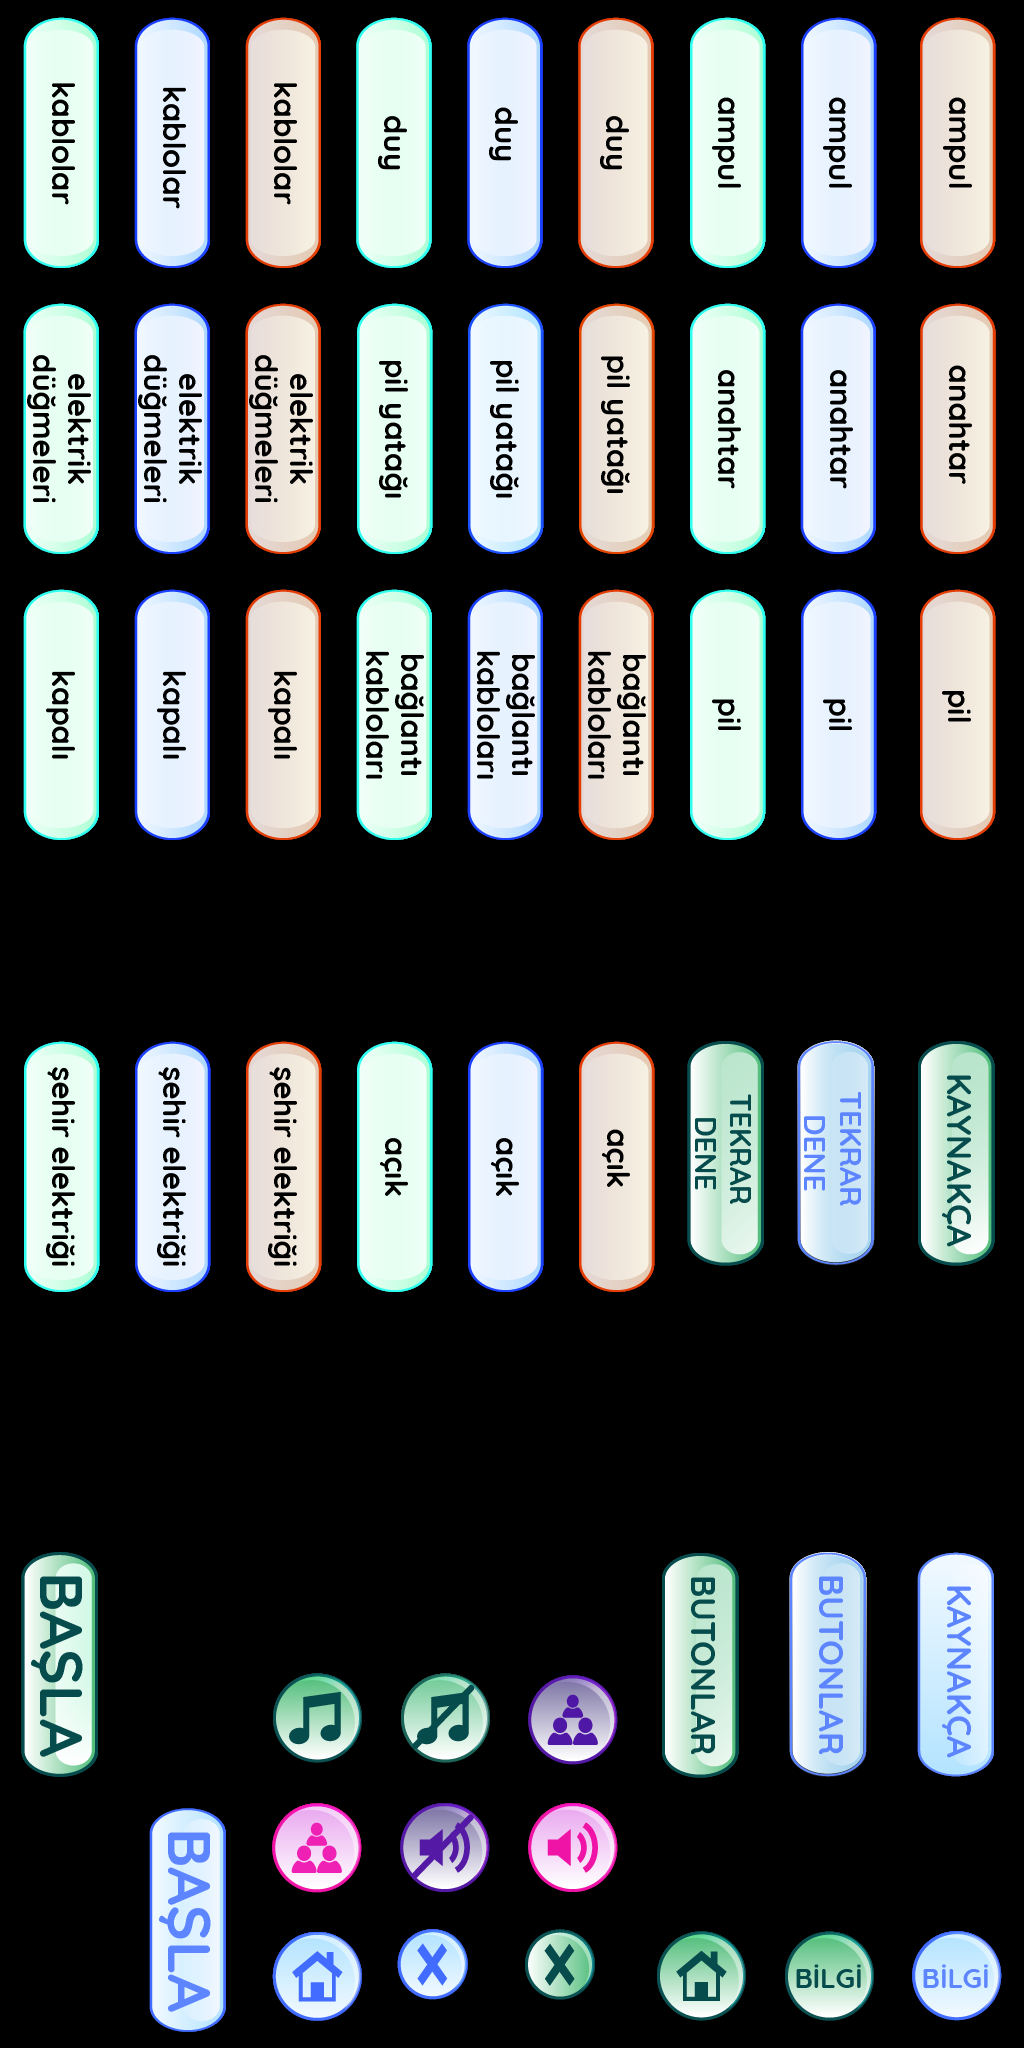 kablolar
kablolar
kablolar
duy
duy
duy
ampul
ampul
ampul
elektrik
düğmeleri
elektrik
düğmeleri
elektrik
düğmeleri
pil yatağı
pil yatağı
pil yatağı
anahtar
anahtar
anahtar
kapalı
kapalı
kapalı
bağlantı
kabloları
bağlantı
kabloları
bağlantı
kabloları
pil
pil
pil
şehir elektriği
şehir elektriği
şehir elektriği
açık
açık
açık
TEKRAR
DENE
TEKRAR
DENE
KAYNAKÇA
BAŞLA
BUTONLAR
BUTONLAR
KAYNAKÇA
BAŞLA
BİLGİ
BİLGİ